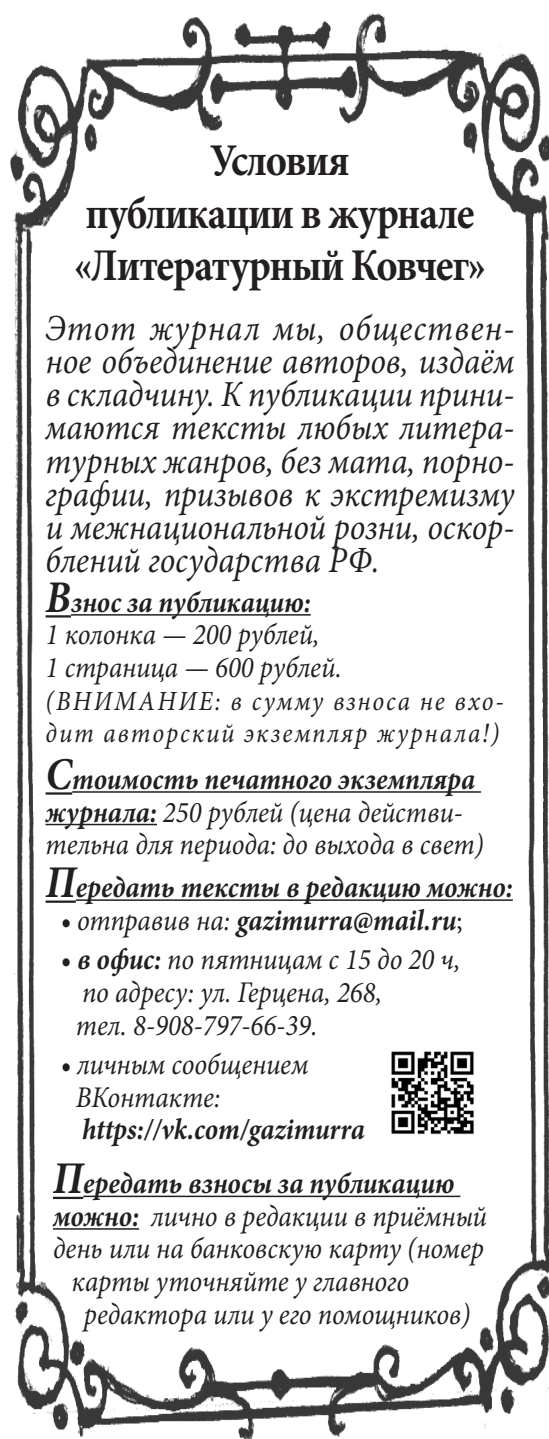 Условия
публикации в журнале
«Литературный Ковчег»
Этот журнал мы, обществен-
ное объединение авторов, издаём
в складчину. К публикации прини-
маются тексты любых литера-
турных жанров, без мата, порно-
графии, призывов к экстремизму
и межнациональной розни, оскор-
блений государства РФ.
Взнос за публикацию:
1 колонка — 200 рублей,
1 страница — 600 рублей.
(ВНИМАНИЕ: в сумму взноса не вхо-
дит авторский экземпляр журнала!)
Стоимость печатного экземпляра
журнала: 250 рублей (цена действи-
тельна для периода: до выхода в свет)
Передать тексты в редакцию можно:
• отправив на: gazimurra@mail.ru;
• в офис: по пятницам с 15 до 20 ч,
по адресу: ул. Герцена, 268,
тел. 8-908-797-66-39.
• личным сообщением
ВКонтакте:
https://vk.com/gazimurra
Передать взносы за публикацию
можно: лично в редакции в приёмный
день или на банковскую карту (номер
карты уточняйте у главного
редактора или у его помощников)